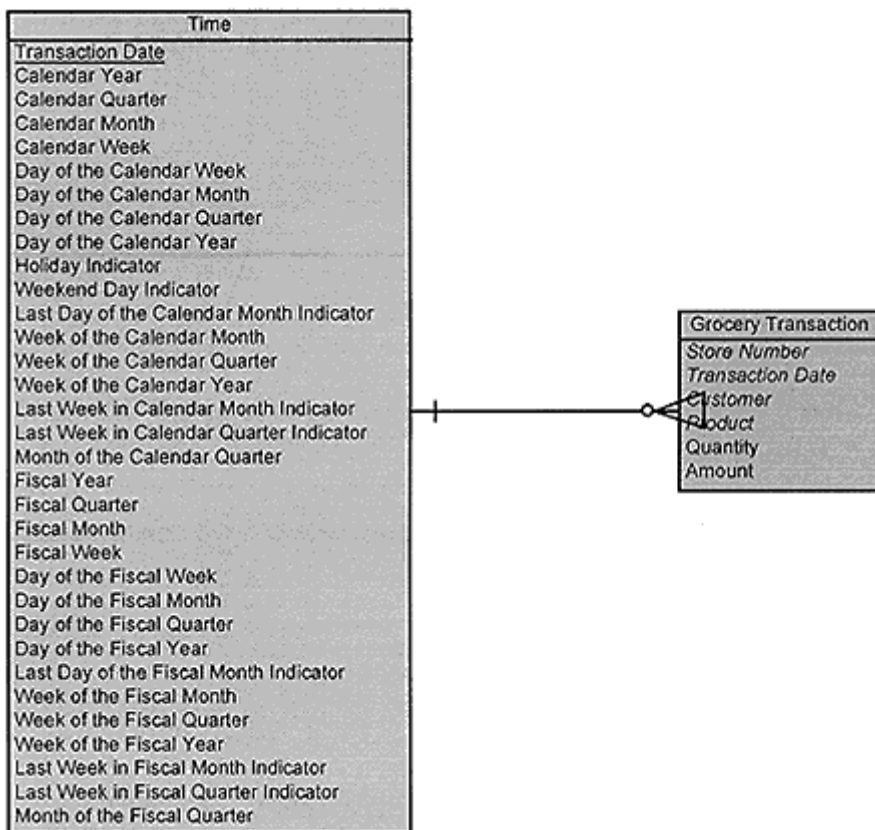 Time
Transaction Date
Calendar Year
Calendar Quarter
Calendar Month
Calendar Week
Day of the Calendar Week
Day of the Calendar Month
Day of the Calendar Quarter
Day of the Calendar Year
Holiday Indicator
Weekend Day Indicator
Last Day of the Calendar Month Indicator
Week of the Calendar Month
Week of the Calendar Quarter
Week of the Calendar Year
Last Week in Calendar Month Indicator
Last Week in Calendar Quarter Indicator
Month of the Calendar Quarter
Fiscal Year
Fiscal Quarter
Fiscal Month
Fiscal Week
Day of the Fiscal Week
Day of the Fiscal Month
Day of the Fiscal Quarter
Day of the Fiscal Year
Last Day of the Fiscal Month Indicator
Week of the Fiscal Month
Week of the Fiscal Quarter
Week of the Fiscal Year
Last Week in Fiscal Month Indicator
Last Week in Fiscal Quarter Indicator
Month of the Fiscal Quarter
Grocery Transaction
Store Number
Transaction Date
Customer
Product
Quantity
Amount